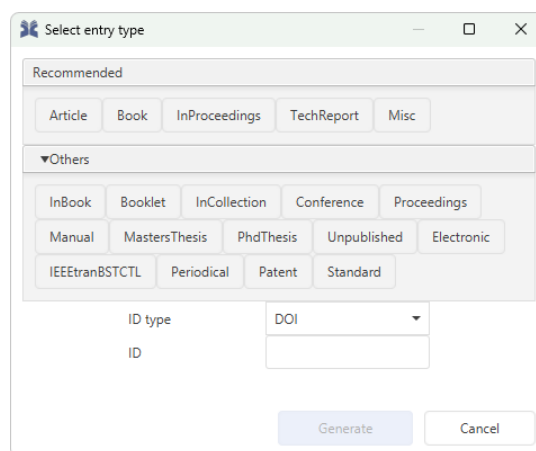 Select entry type
Recommended
Article Book InProceedings TechReport Misc
▼Others
InBook Booklet InCollection Conference Proceedings
Manual MastersThesis PhdThesis Unpublished Electronic
IEEEtranBSTCTL Periodical Patent Standard
ID type DOI
ID
Generate Cancel